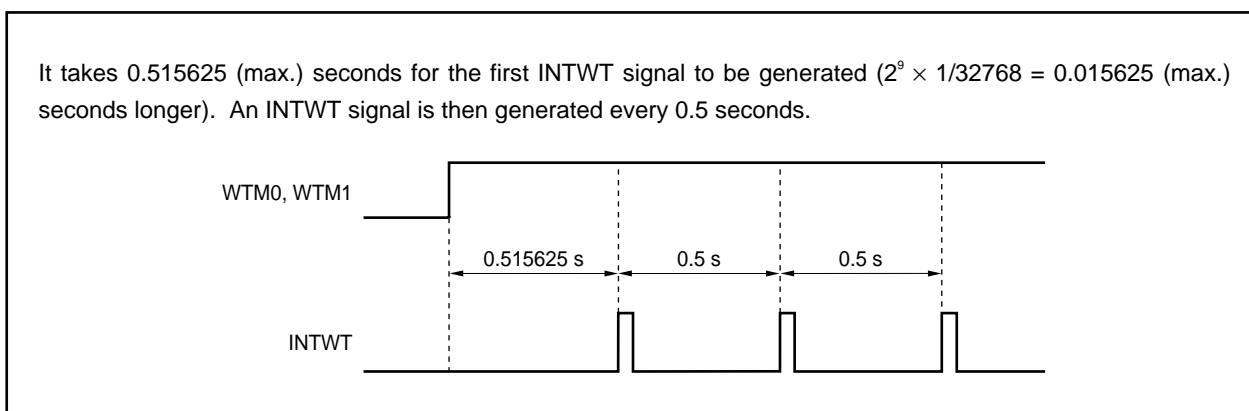 It takes 0.515625 (max.) seconds for the first INTWT signal to be generated (2⁹ × 1/32768 = 0.015625 (max.)
seconds longer). An INTWT signal is then generated every 0.5 seconds.
WTM0, WTM1
0.515625 s 0.5 s 0.5 s
INTWT